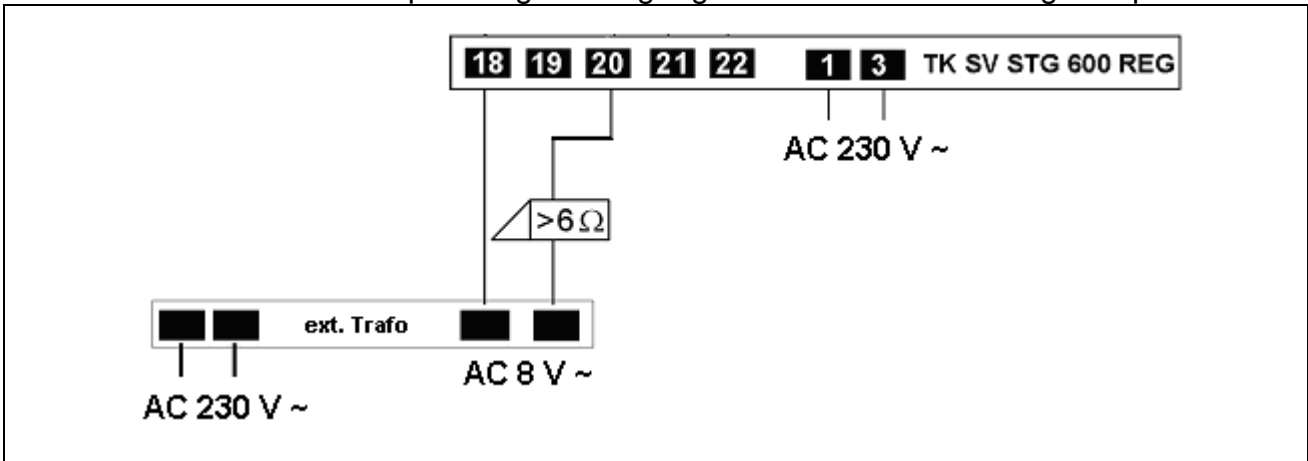 18 19 20 21 22 1 3 TK SV STG 600 REG
AC 230 V ~
>6 Ω
ext. Trafo
AC 8 V ~
AC 230 V ~